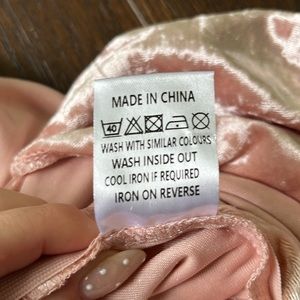 MADE IN CHINA
40
WASH WITH SIMILAR COLOURS
WASH INSIDE OUT
COOL IRON IF REQUIRED
IRON ON REVERSE